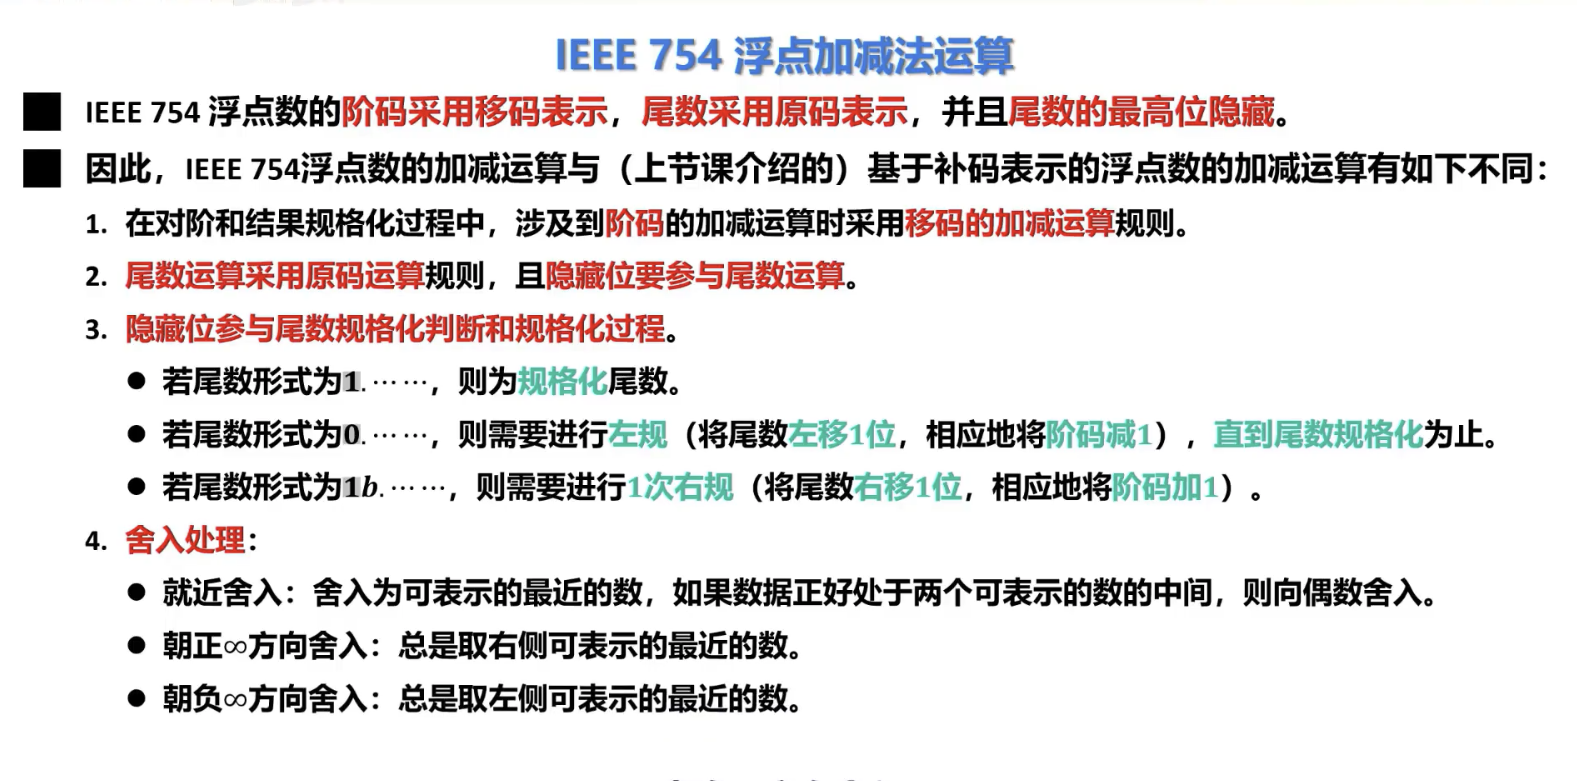 IEEE 754 浮点加减法运算
■ IEEE 754 浮点数的阶码采用移码表示，尾数采用原码表示，并且尾数的最高位隐藏。
■ 因此，IEEE 754浮点数的加减运算与（上节课介绍的）基于补码表示的浮点数的加减运算有如下不同：
1. 在对阶和结果规格化过程中，涉及到阶码的加减运算时采用移码的加减运算规则。
2. 尾数运算采用原码运算规则，且隐藏位要参与尾数运算。
3. 隐藏位参与尾数规格化判断和规格化过程。
● 若尾数形式为1.⋯⋯，则为规格化尾数。
● 若尾数形式为0.⋯⋯，则需要进行左规（将尾数左移1位，相应地将阶码减1），直到尾数规格化为止。
● 若尾数形式为1b.⋯⋯，则需要进行1次右规（将尾数右移1位，相应地将阶码加1）。
4. 舍入处理：
● 就近舍入：舍入为可表示的最近的数，如果数据正好处于两个可表示的数的中间，则向偶数舍入。
● 朝正∞方向舍入：总是取右侧可表示的最近的数。
● 朝负∞方向舍入：总是取左侧可表示的最近的数。